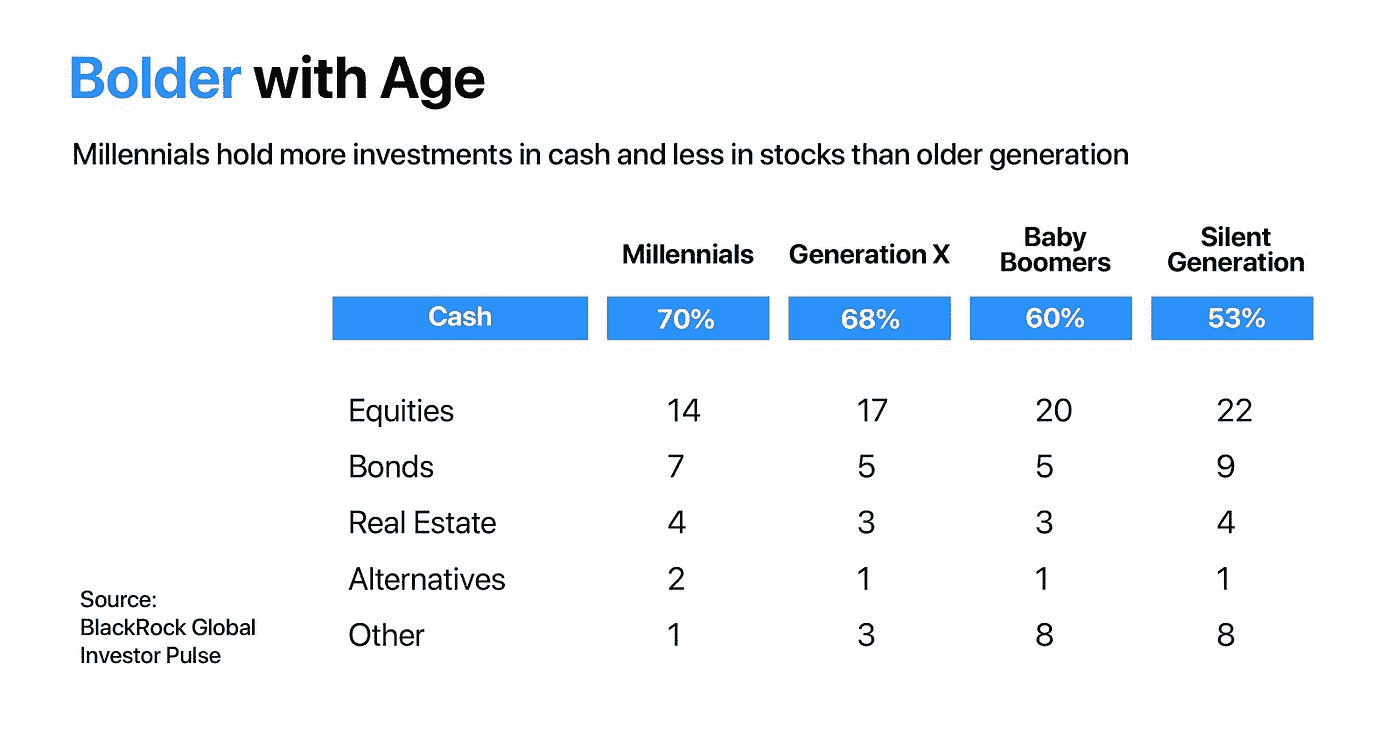 Bolder with Age
Millennials hold more investments in cash and less in stocks than older generation
Millennials Generation X Baby Boomers Silent Generation
Cash 70% 68% 60% 53%
Equities 14 17 20 22
Bonds 7 5 5 9
Real Estate 4 3 3 4
Alternatives 2 1 1 1
Other 1 3 8 8
Source:
BlackRock Global
Investor Pulse